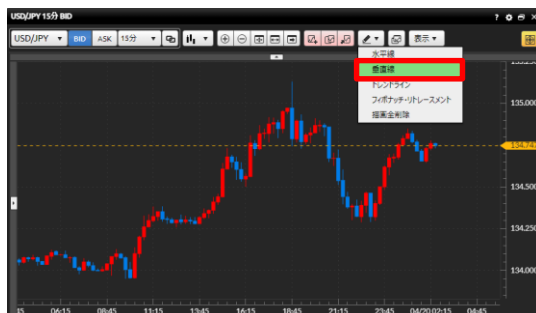 USD/JPY 15分 BID
USD/JPY BID ASK 15分 表示
水平線
垂直線
トレンドライン
フィボナッチ・リトレースメント
描画全削除
135.000
134.747
134.500
134.250
134.000
06:15 08:45 11:15 13:45 16:15 18:45 21:15 23:45 04/20 02:15 04:45